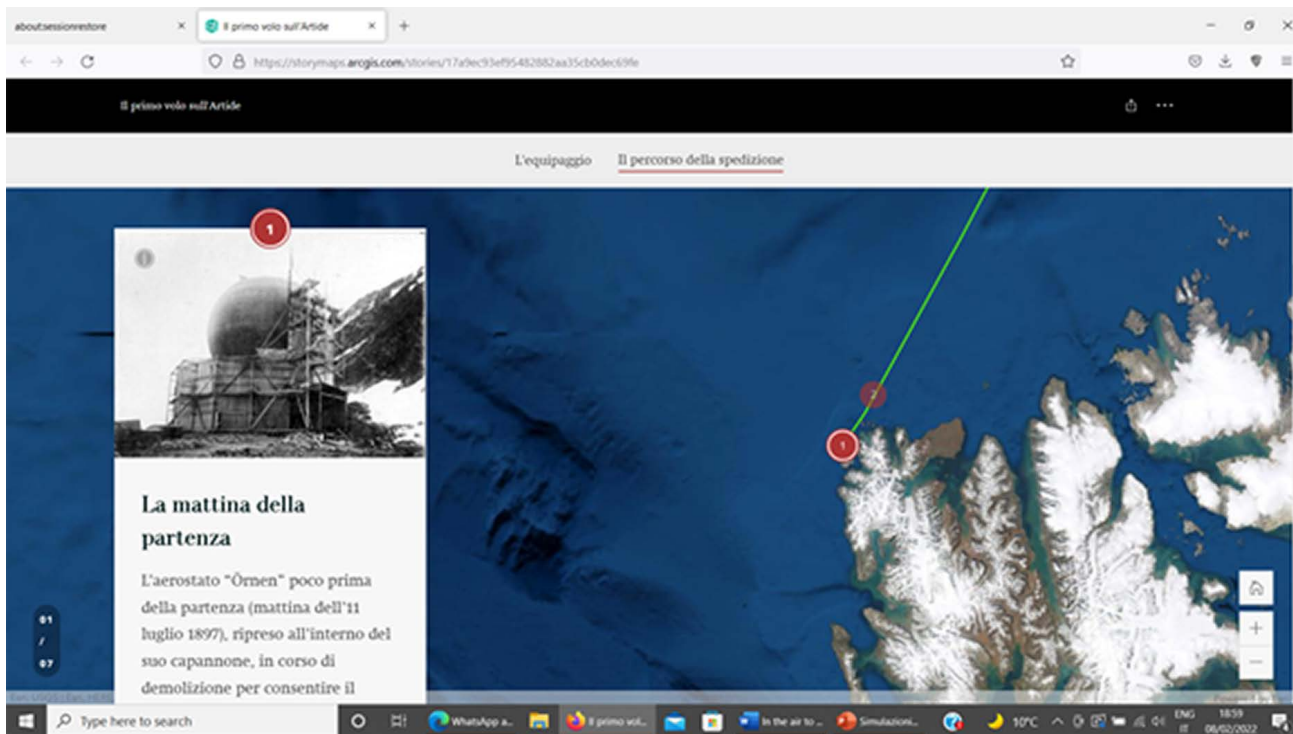 about:sessionrestore
Il primo volo sull'Artide
https://storymaps.arcgis.com/stories/17a9ec93ef95482882aa35cb0dec69fe
Il primo volo sull'Artide
L'equipaggio
Il percorso della spedizione
1
2
1
La mattina della
partenza
L'aerostato "Örnen" poco prima
della partenza (mattina dell'11
luglio 1897), ripreso all'interno del
suo capannone, in corso di
demolizione per consentire il
01
/
07
Type here to search
WhatsApp a...
Il primo vol...
In the air to ...
Simulazioni...
10°C
ENG
IT
18:59
08/02/2022